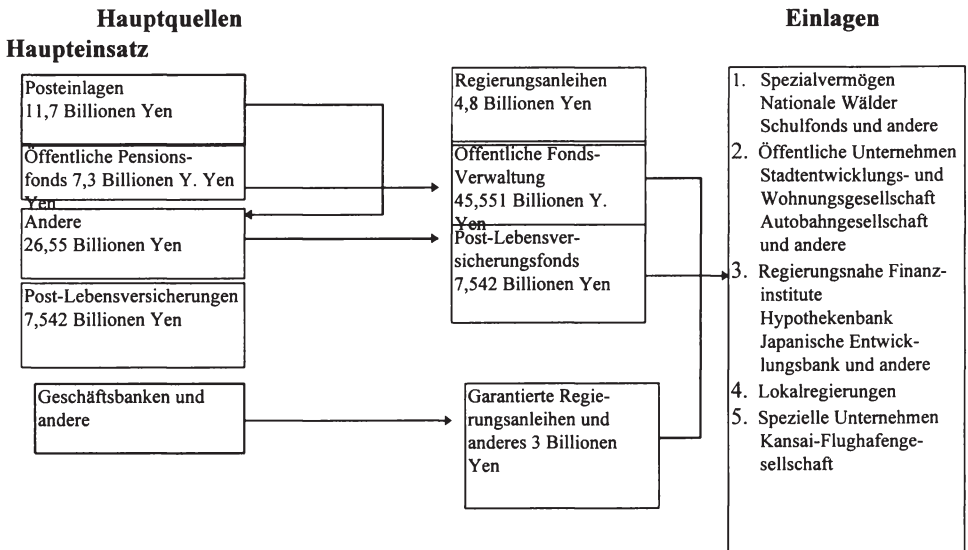 Hauptquellen
Einlagen
Haupteinsatz
Posteinlagen
11,7 Billionen Yen
Öffentliche Pensions-
fonds 7,3 Billionen Y. Yen
Yen
Andere
26,55 Billionen Yen
Post-Lebensversicherungen
7,542 Billionen Yen
Geschäftsbanken und
andere
Regierungsanleihen
4,8 Billionen Yen
Offentliche Fonds-
Verwaltung
45,551 Billionen Y.
Yen
Post-Lebensver-
sicherungsfonds
7,542 Billionen Yen
Garantierte Regie-
rungsanleihen und
anderes 3 Billionen
Yen
1. Spezialvermögen
Nationale Wälder
Schulfonds und andere
2. Öffentliche Unternehmen
Stadtentwicklungs- und
Wohnungsgesellschaft
Autobahngesellschaft
und andere
3. Regierungsnahe Finanz-
institute
Hypothekenbank
Japanische Entwick-
lungsbank und andere
4. Lokalregierungen
5. Spezielle Unternehmen
Kansai-Flughafenge-
sellschaft